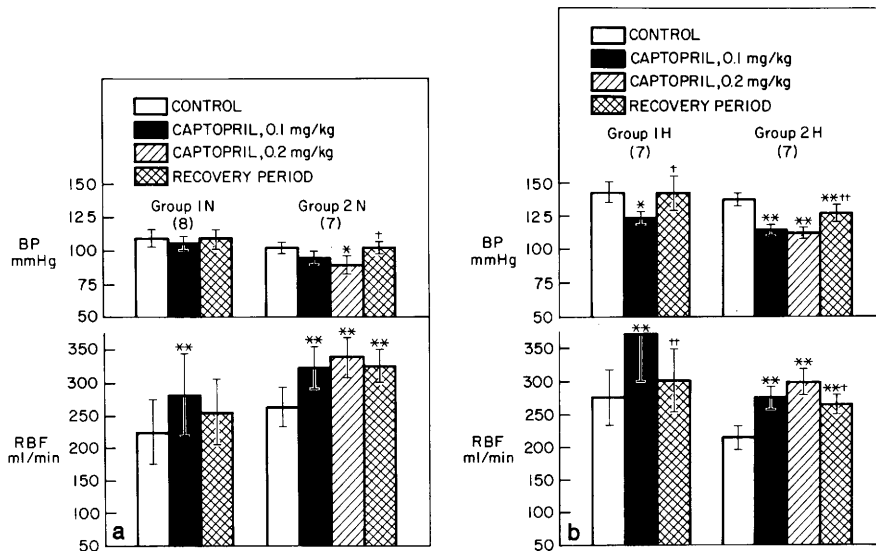 CONTROL
CAPTOPRIL, 0.1 mg/kg
CAPTOPRIL, 0.2 mg/kg
RECOVERY PERIOD
Group 1N
(8)
Group 2N
(7)
BP
mmHg
150
125
100
75
50
*
†
RBF
ml/min
350
300
250
200
150
100
50
**
**
**
**
a
CONTROL
CAPTOPRIL, 0.1 mg/kg
CAPTOPRIL, 0.2 mg/kg
RECOVERY PERIOD
Group 1H
(7)
Group 2H
(7)
BP
mmHg
150
125
100
75
50
*
†
**
**
**††
RBF
ml/min
350
300
250
200
150
100
50
**
††
**
**
**†
b